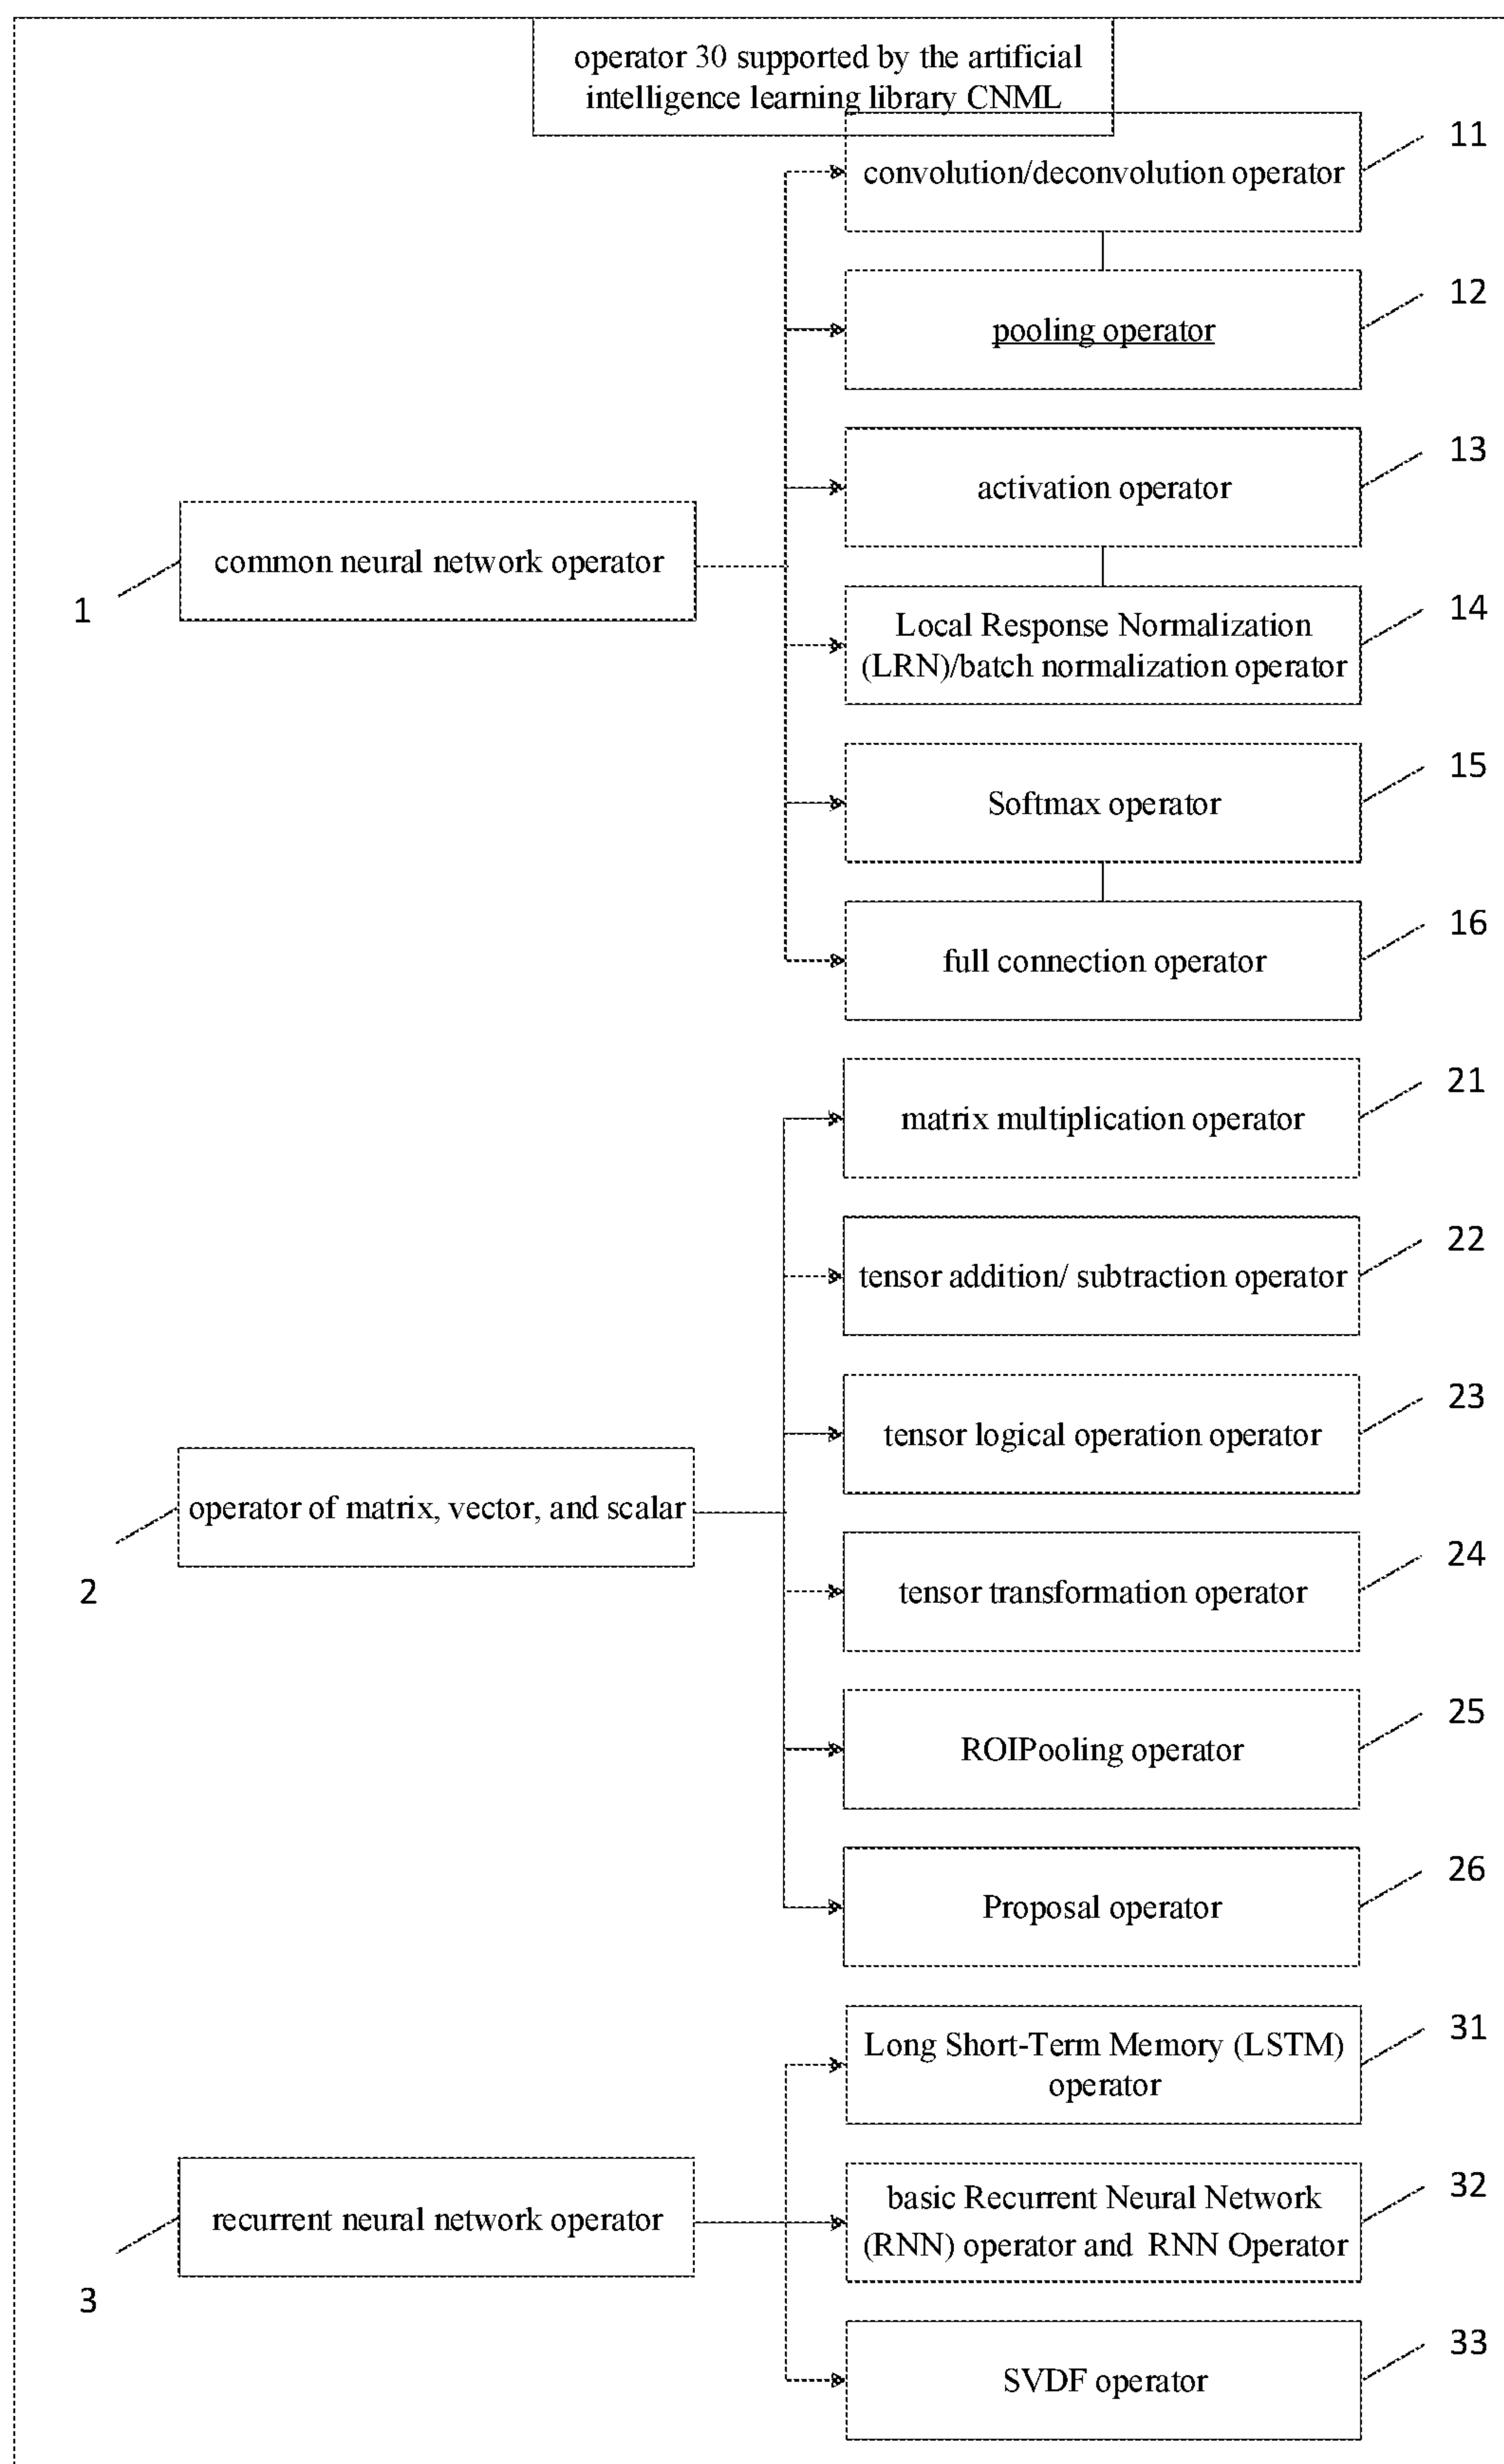 operator 30 supported by the artificial
intelligence learning library CNML
convolution/deconvolution operator
11
pooling operator
12
activation operator
13
common neural network operator
1
Local Response Normalization
(LRN)/batch normalization operator
14
Softmax operator
15
full connection operator
16
matrix multiplication operator
21
tensor addition/ subtraction operator
22
tensor logical operation operator
23
operator of matrix, vector, and scalar
2
tensor transformation operator
24
ROIPooling operator
25
Proposal operator
26
Long Short-Term Memory (LSTM)
operator
31
recurrent neural network operator
3
basic Recurrent Neural Network
(RNN) operator and RNN Operator
32
SVDF operator
33